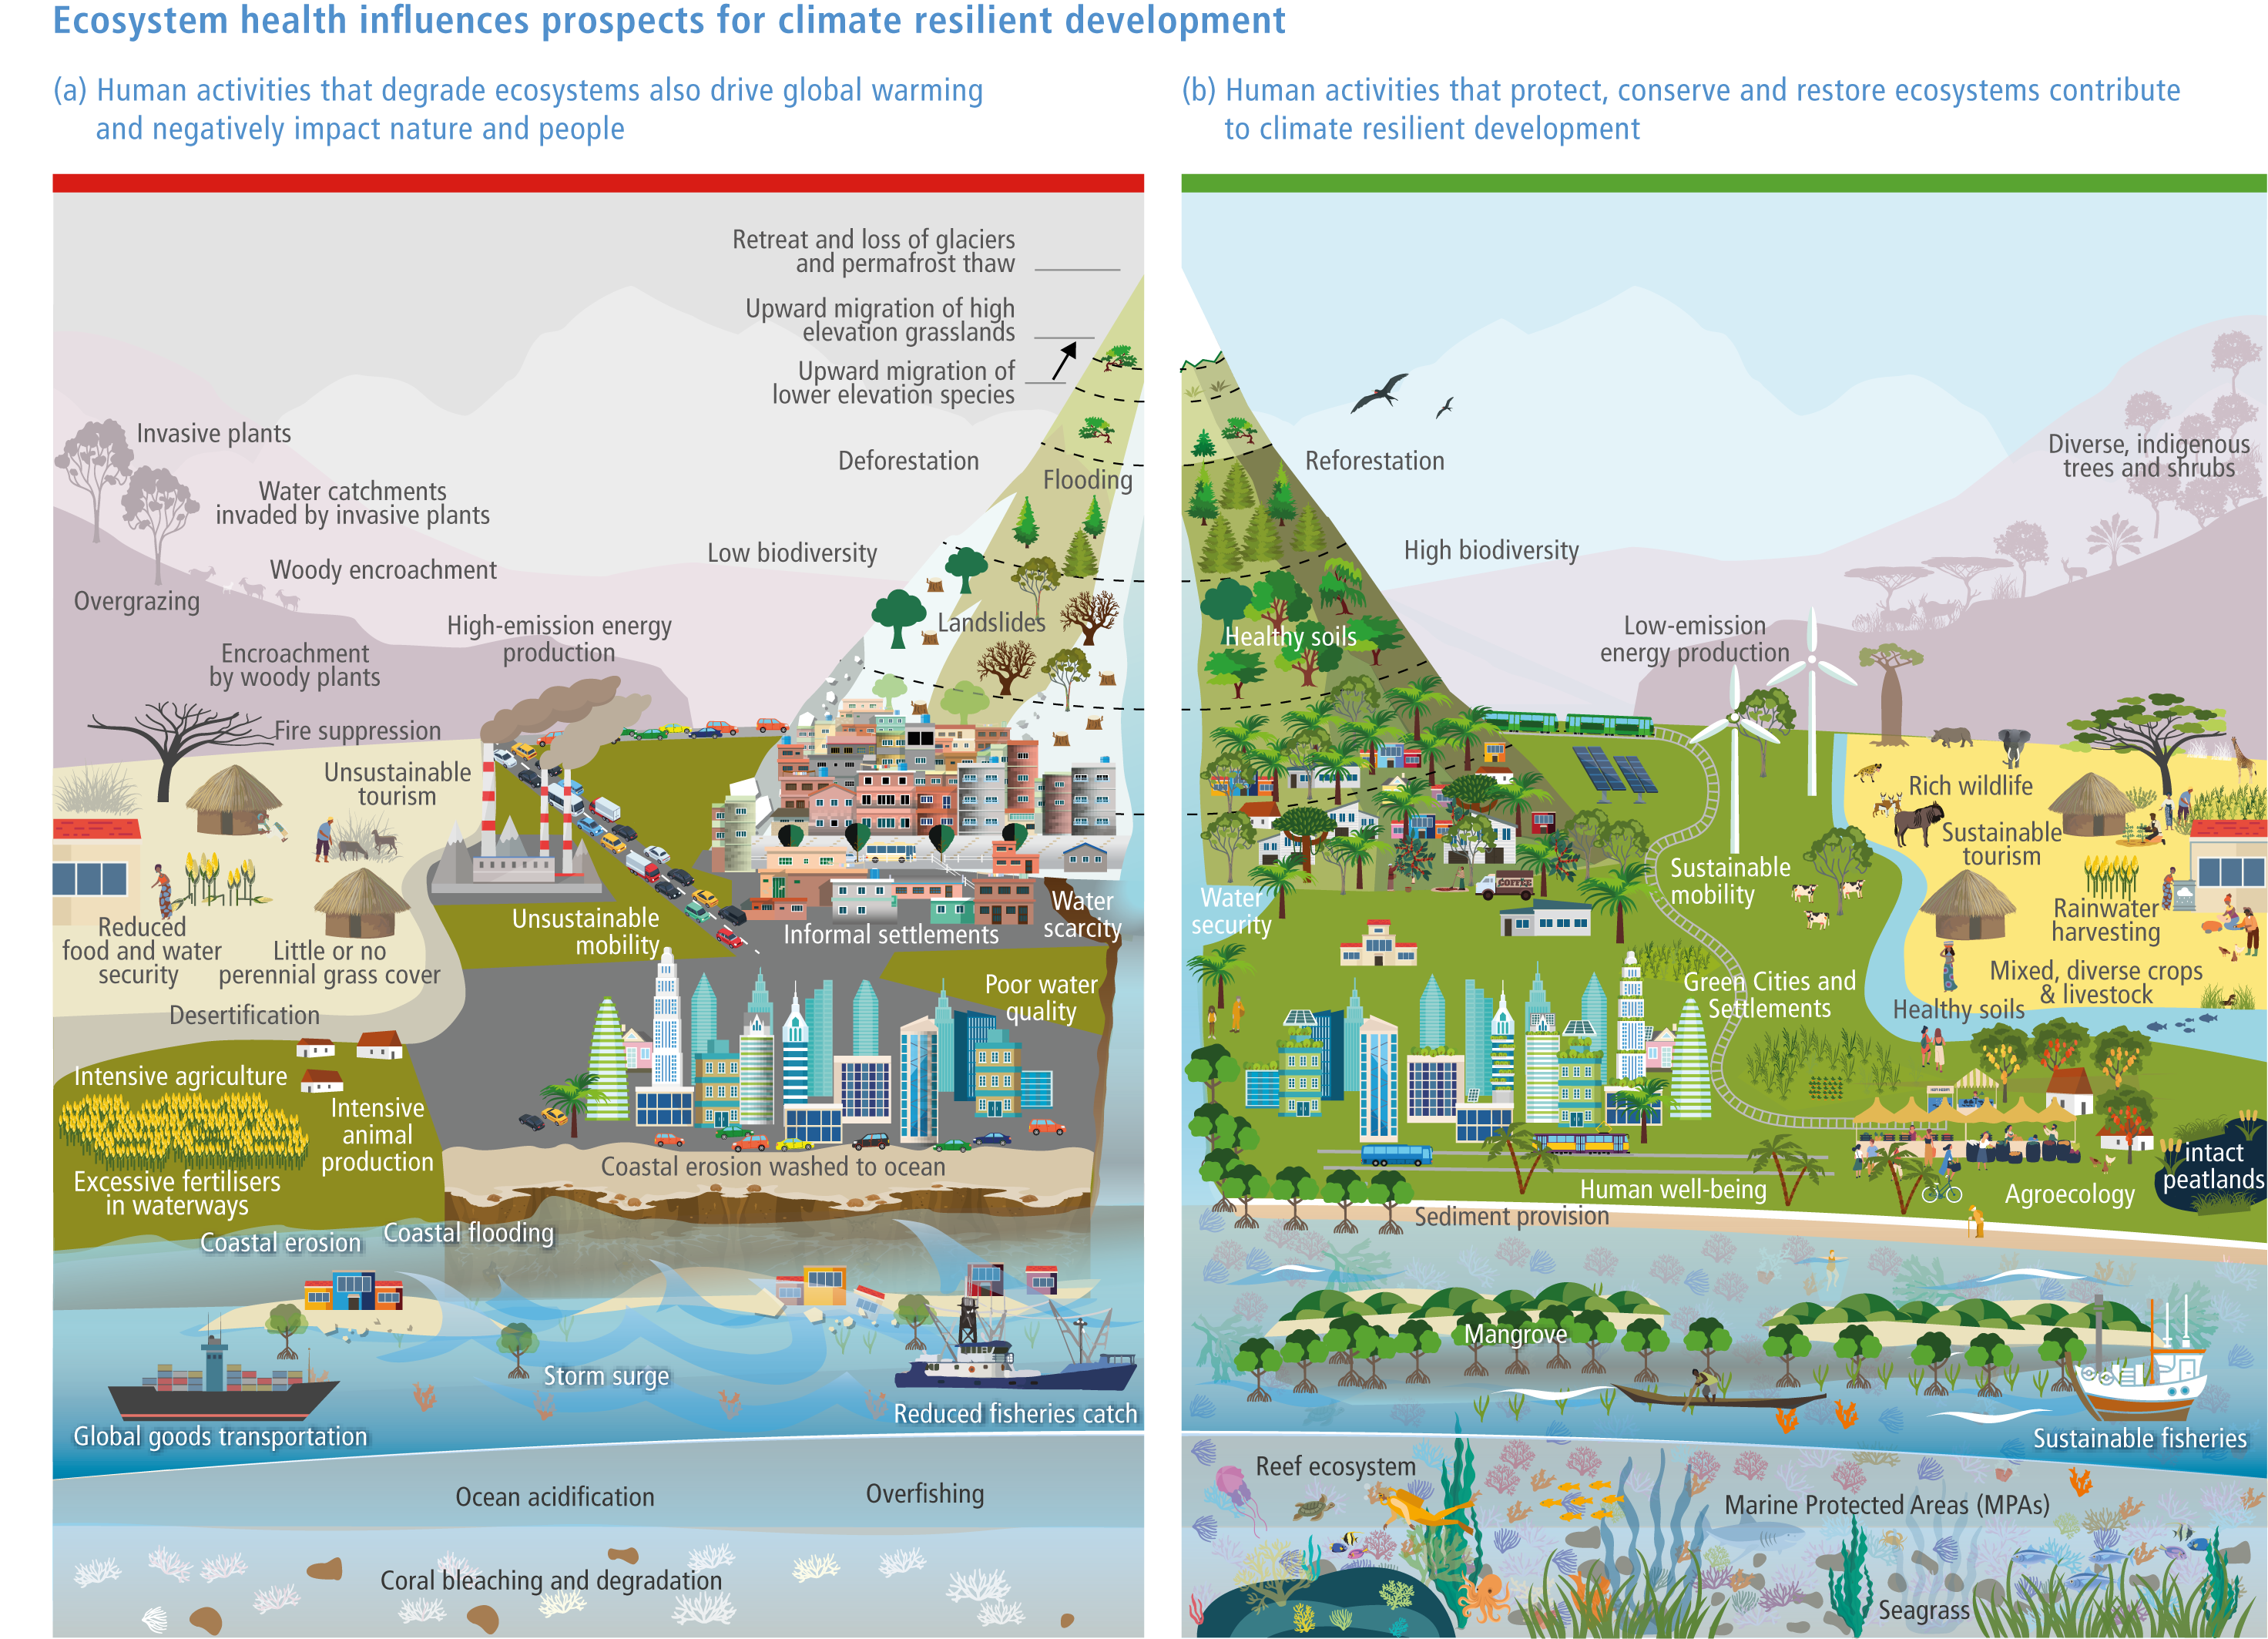 Ecosystem health influences prospects for climate resilient development
(a) Human activities that degrade ecosystems also drive global warming
and negatively impact nature and people
Retreat and loss of glaciers
and permafrost thaw
Upward migration of high
elevation grasslands
Upward migration of
lower elevation species
Invasive plants
Deforestation
Flooding
Water catchments
invaded by invasive plants
Low biodiversity
Woody encroachment
Overgrazing
Landslides
High-emission energy
production
Encroachment
by woody plants
Fire suppression
Unsustainable
tourism
Reduced
food and water
security
Little or no
perennial grass cover
Unsustainable
mobility
Informal settlements
Water
scarcity
Poor water
quality
Desertification
Intensive agriculture
Intensive
animal
production
Excessive fertilisers
in waterways
Coastal erosion washed to ocean
Coastal erosion
Coastal flooding
Storm surge
Global goods transportation
Reduced fisheries catch
Ocean acidification
Overfishing
Coral bleaching and degradation
(b) Human activities that protect, conserve and restore ecosystems contribute
to climate resilient development
Reforestation
Diverse, indigenous
trees and shrubs
High biodiversity
Healthy soils
Low-emission
energy production
Rich wildlife
Sustainable
tourism
Sustainable
mobility
COFFEE
Water
security
Rainwater
harvesting
Mixed, diverse crops
& livestock
Green Cities and
Settlements
Healthy soils
intact
peatlands
Human well-being
Agroecology
Sediment provision
Mangrove
Sustainable fisheries
Reef ecosystem
Marine Protected Areas (MPAs)
Seagrass